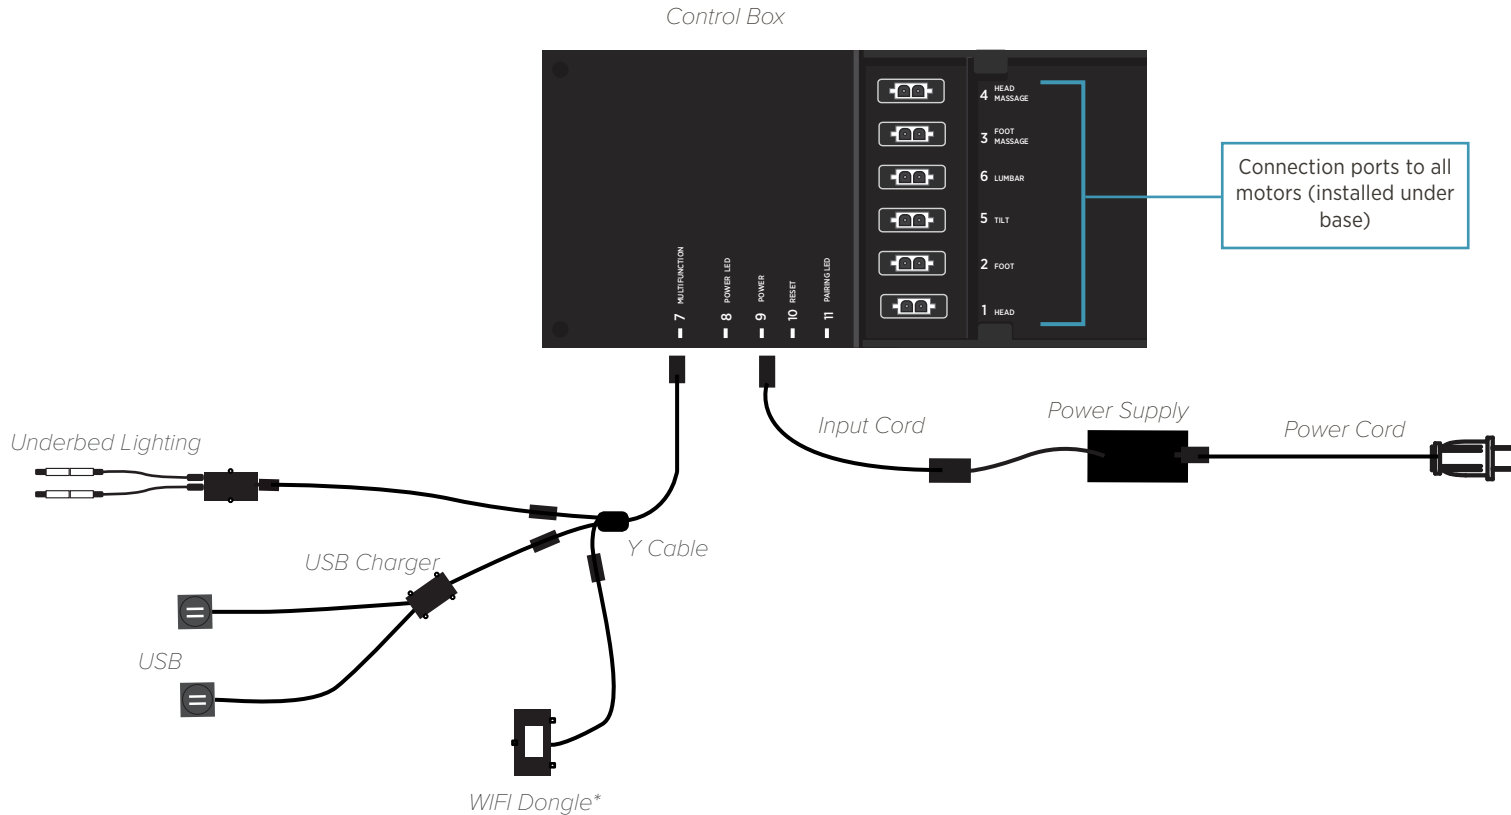 Control Box
4 HEAD
MASSAGE
3 FOOT
MASSAGE
6 LUMBAR
5 TILT
2 FOOT
1 HEAD
Connection ports to all
motors (installed under
base)
7 MULTIFUNCTION
8 POWER LED
9 POWER
10 RESET
11 PAIRING LED
Input Cord
Power Supply
Power Cord
Underbed Lighting
Y Cable
USB Charger
USB
WIFI Dongle*